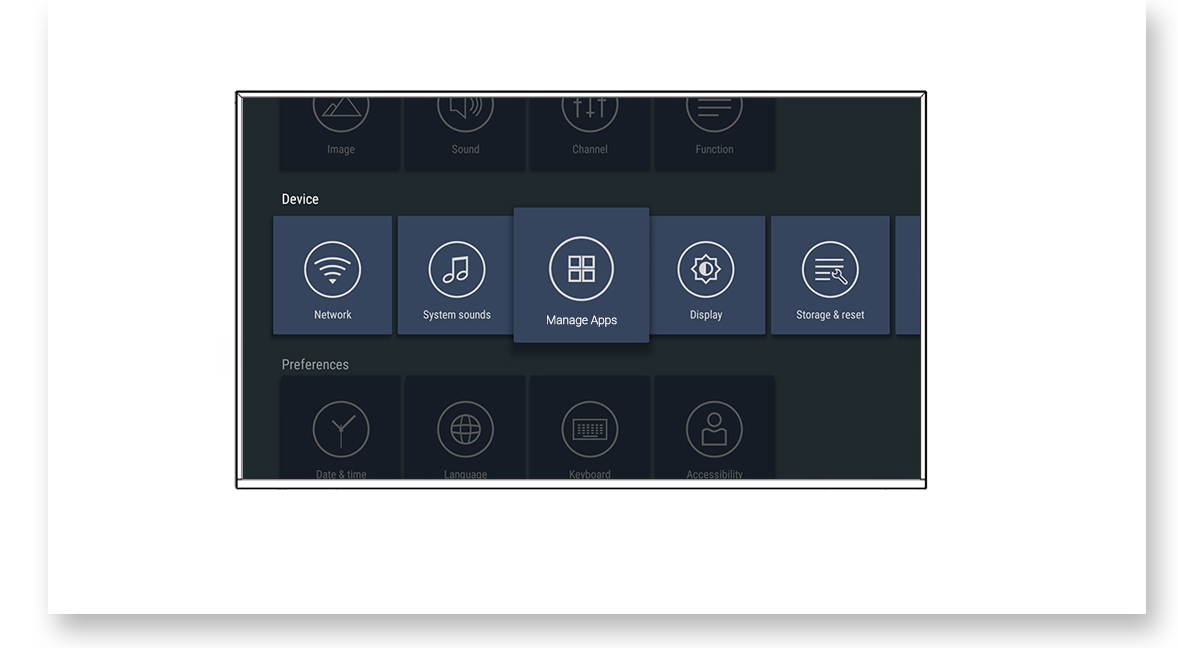 Image
Sound
Channel
Function
Device
Network
System sounds
Manage Apps
Display
Storage & reset
Preferences
Date & time
Language
Keyboard
Accessibility